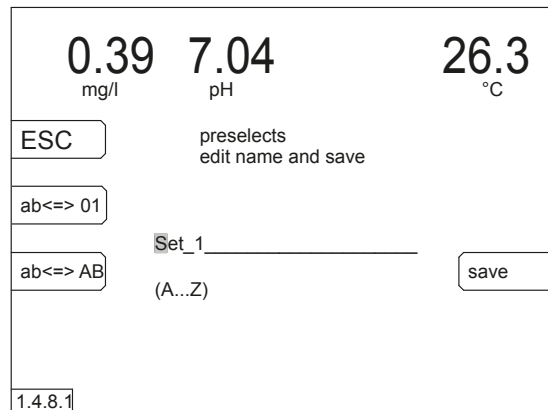 0.39 7.04 26.3
mg/l pH °C
ESC
preselects
edit name and save
ab<=> 01
Set_1____________________
ab<=> AB
save
(A...Z)
1.4.8.1